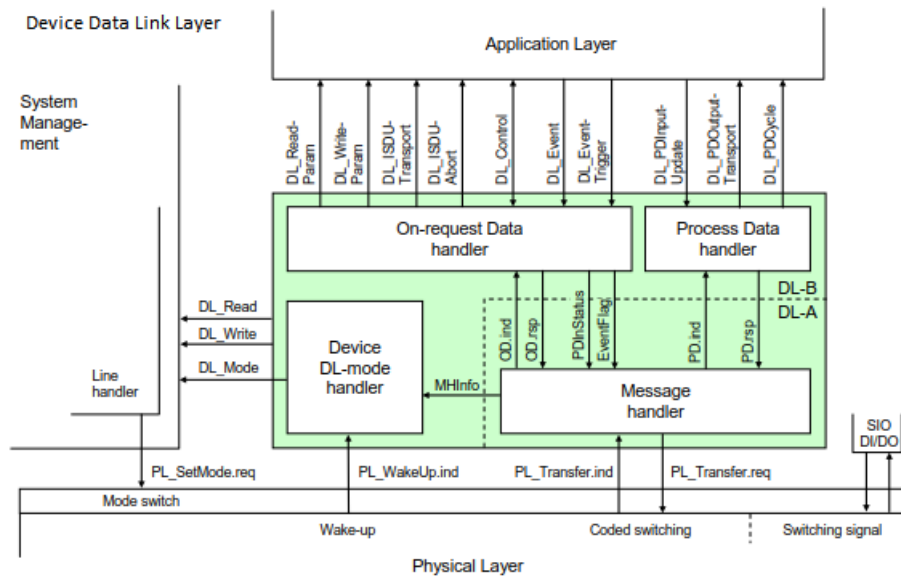 Device Data Link Layer
Application Layer
System
Manage-
ment
DL_Read-
Param
DL_Write-
Param
DL_ISDU-
Transport
DL_ISDU-
Abort
DL_Control
DL_Event
DL_Event-
Trigger
DL_PDInput-
Update
DL_PDOutput-
Transport
DL_PDCycle
On-request Data
handler
Process Data
handler
DL-B
DL-A
DL_Read
DL_Write
DL_Mode
Device
DL-mode
handler
OD.ind
OD.rsp
PDInStatus
EventFlag
PD.ind
PD.rsp
MHInfo
Message
handler
Line
handler
SIO
DI/DO
PL_SetMode.req
PL_WakeUp.ind
PL_Transfer.ind
PL_Transfer.req
Mode switch
Wake-up
Coded switching
Switching signal
Physical Layer